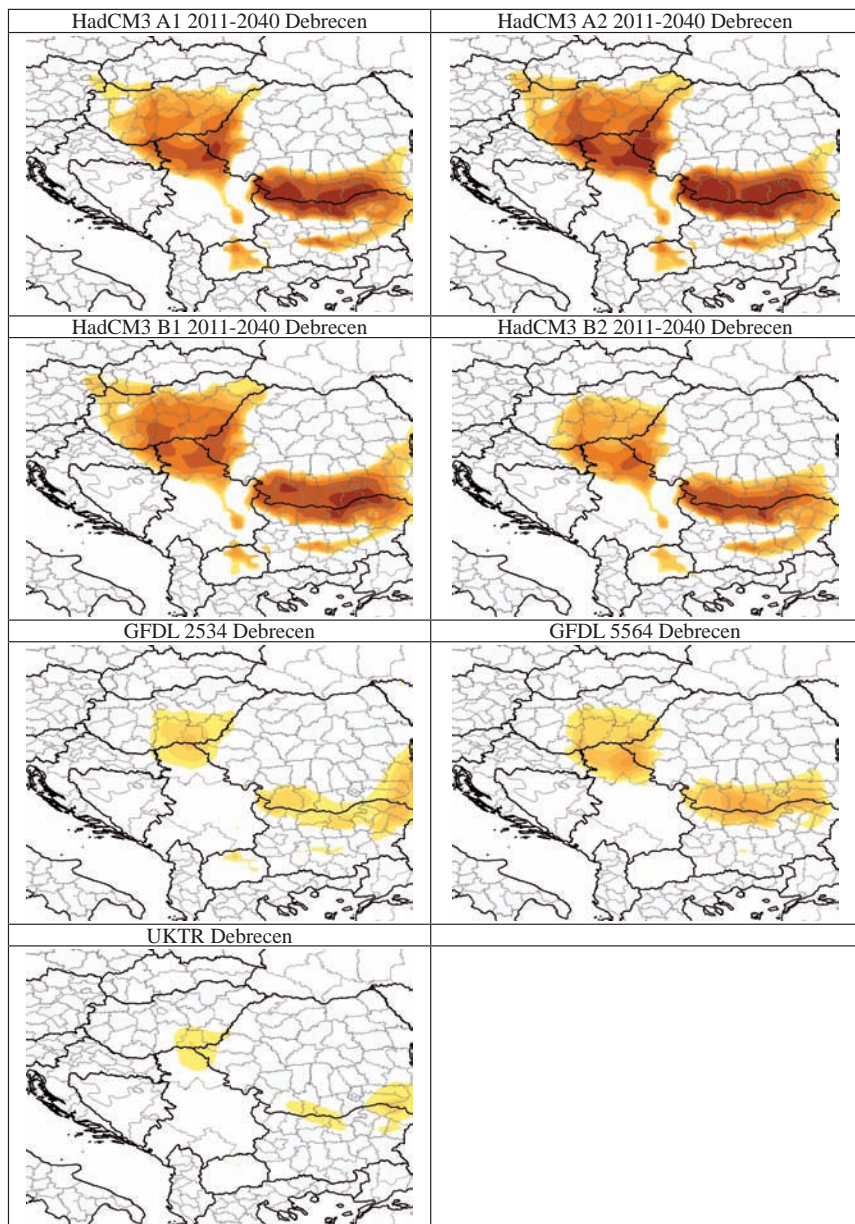 HadCM3 A1 2011-2040 Debrecen
HadCM3 A2 2011-2040 Debrecen
HadCM3 B1 2011-2040 Debrecen
HadCM3 B2 2011-2040 Debrecen
GFDL 2534 Debrecen
GFDL 5564 Debrecen
UKTR Debrecen